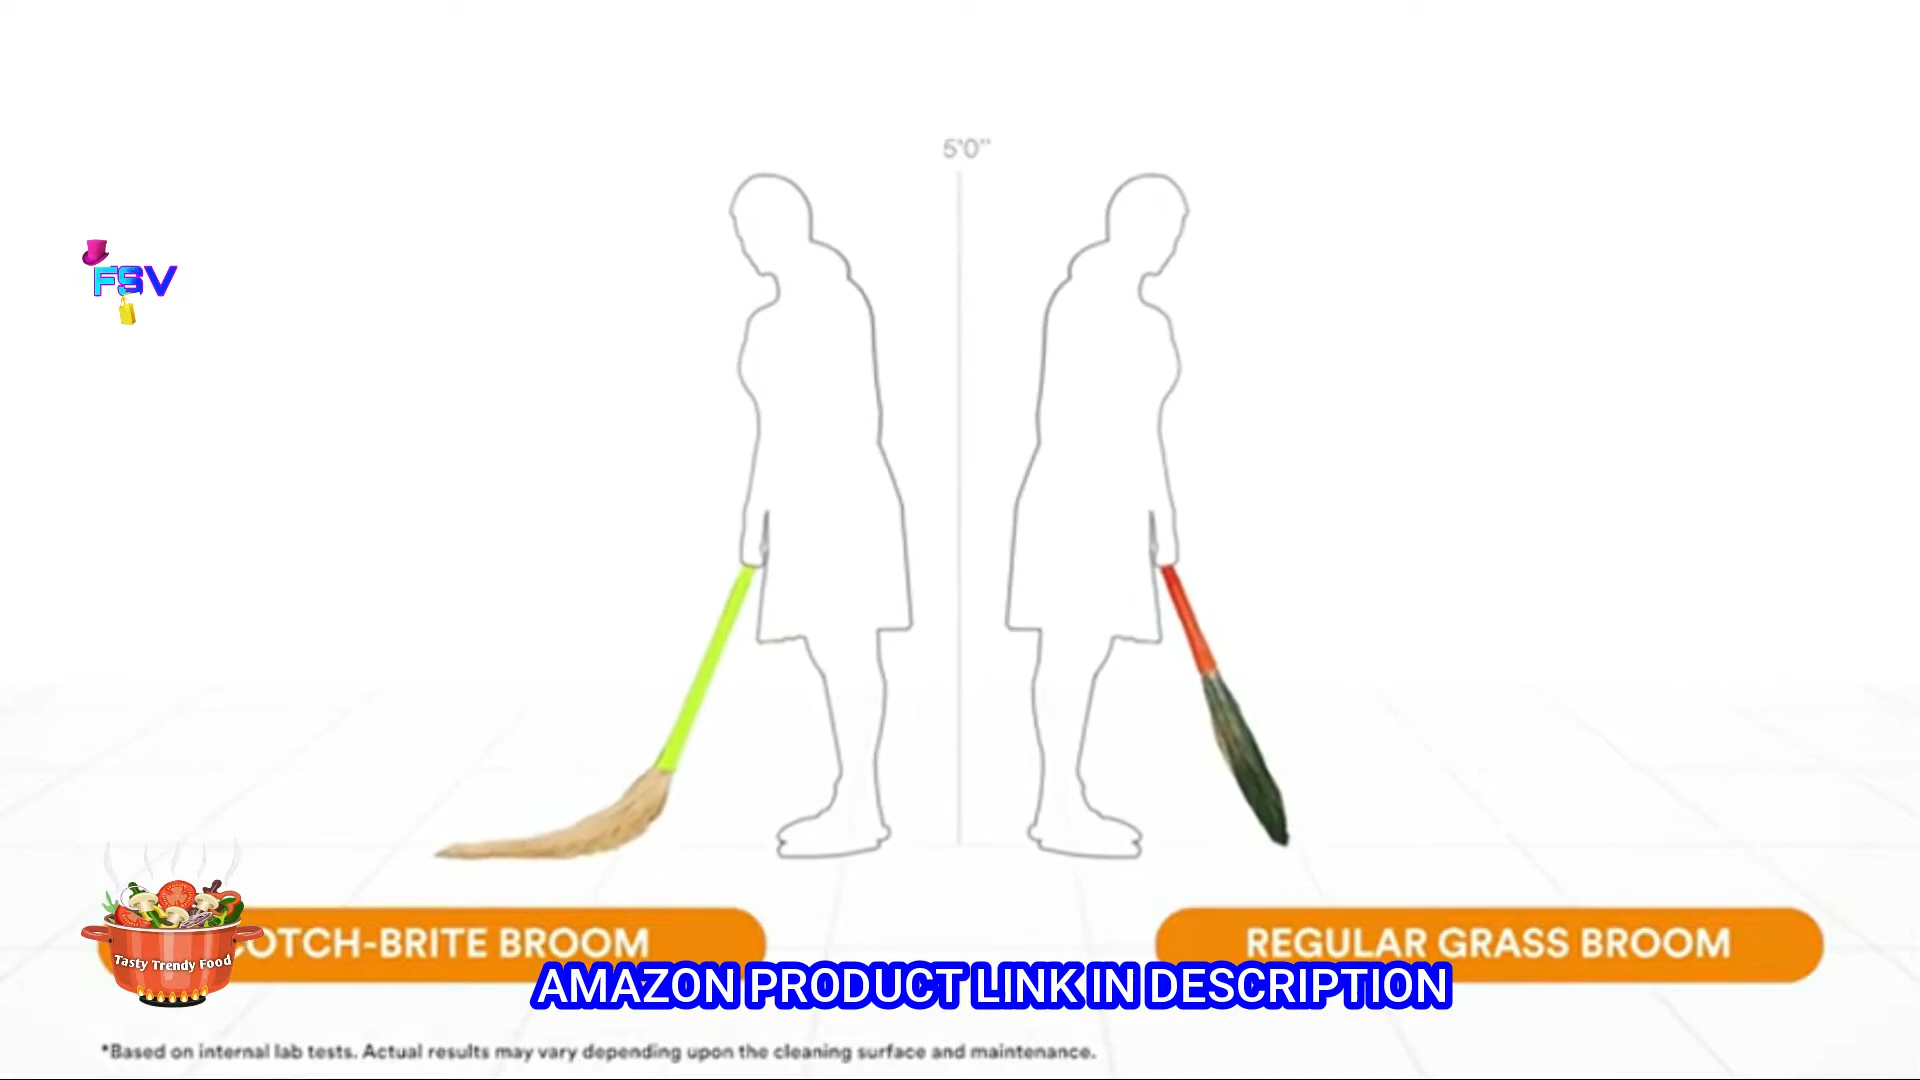 5'0"
FSV
OTCH-BRITE BROOM
REGULAR GRASS BROOM
Tasty Trendy Food
AMAZON PRODUCT LINK IN DESCRIPTION
*Based on internal lab tests. Actual results may vary depending upon the cleaning surface and maintenance.